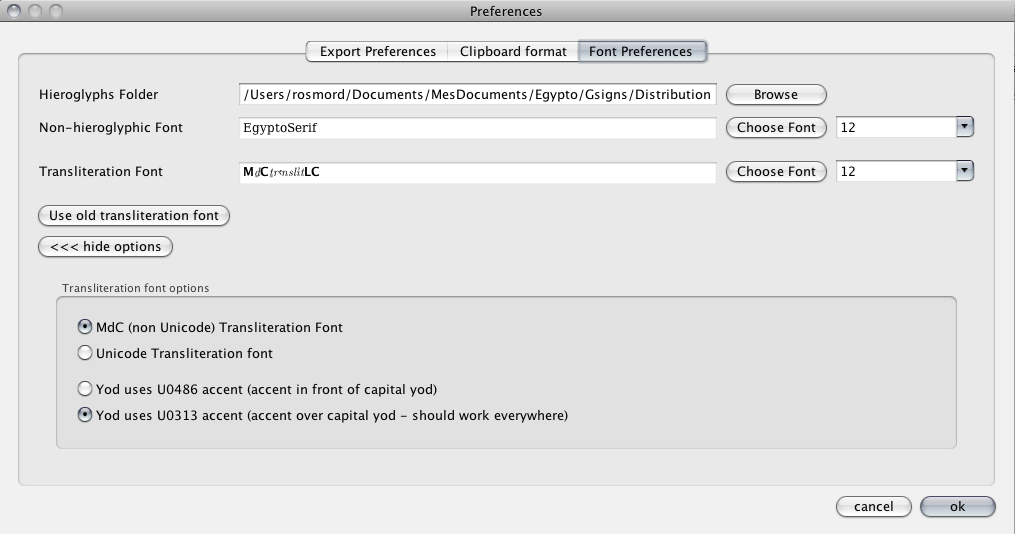 Preferences
Export Preferences Clipboard format Font Preferences
Hieroglyphs Folder /Users/rosmord/Documents/MesDocuments/Egypto/Gsigns/Distribution Browse
Non-hieroglyphic Font EgyptoSerif Choose Font 12
Transliteration Font MdCtrnslitLC Choose Font 12
Use old transliteration font
<<< hide options
Transliteration font options
MdC (non Unicode) Transliteration Font
Unicode Transliteration font
Yod uses U0486 accent (accent in front of capital yod)
Yod uses U0313 accent (accent over capital yod – should work everywhere)
cancel ok